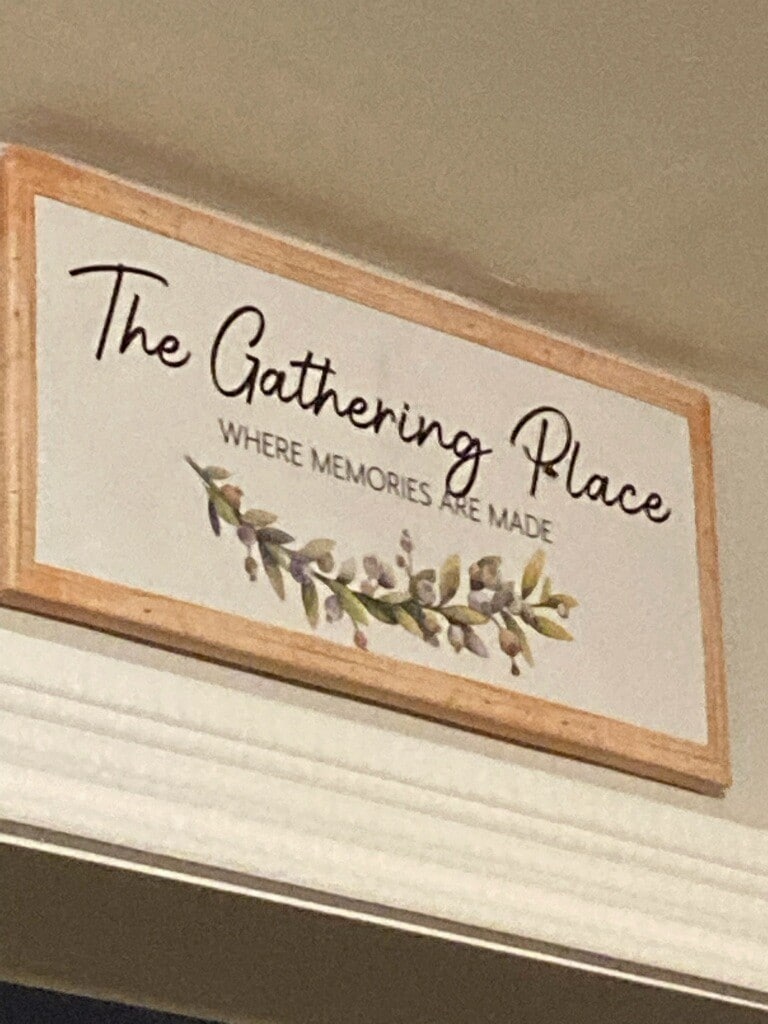 The Gathering Place
WHERE MEMORIES ARE MADE